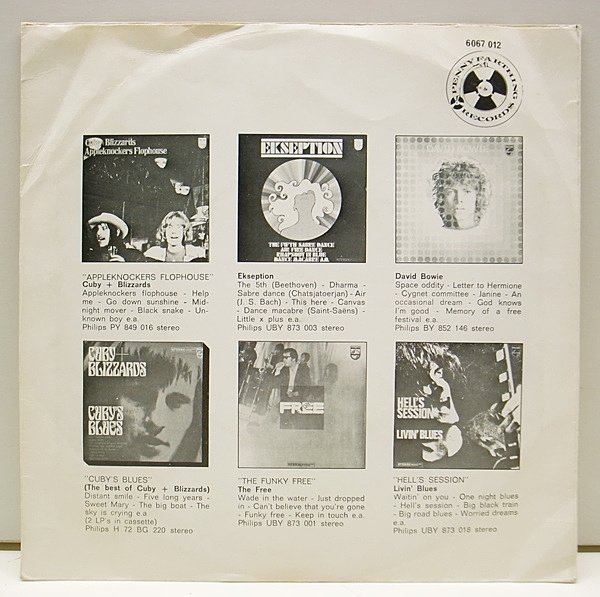 6067 012
PENNY FARTHING
RECORDS
Cuby + Blizzards
Appleknockers Flophouse
"APPLEKNOCKERS FLOPHOUSE"
Cuby + Blizzards
Appleknockers flophouse - Help
me - Go down sunshine - Mid-
night mover - Black snake - Un-
known boy e.a.
Philips PY 849 016 stereo
EKSEPTION
THE FIFTH SABRE DANCE
AIR FIRE DANCE
RHAPSODY IN BLUE
DANCE MACABRE A.O.
Ekseption
The 5th (Beethoven) - Dharma -
Sabre dance (Chatsjatoerjan) - Air
(J. S. Bach) - This here - Canvas
- Dance macabre (Saint-Saëns) -
Little x plus e.a.
Philips UBY 873 003 stereo
DAVID BOWIE
David Bowie
Space oddity - Letter to Hermione
- Cygnet committee - Janine - An
occasional dream - God knows
I'm good - Memory of a free
festival e.a.
Philips BY 852 146 stereo
CUBY+
BLIZZARDS
CUBY'S
BLUES
"CUBY'S BLUES"
(The best of Cuby + Blizzards)
Distant smile - Five long years -
Sweet Mary - The big boat - The
sky is crying e.a.
(2 LP's in cassette)
Philips H 72 BG 220 stereo
FREE
"THE FUNKY FREE"
The Free
Wade in the water - Just dropped
in - Can't believe that you're gone
- Funky free - Keep in touch e.a.
Philips UBY 873 001 stereo
HELL'S
SESSION
LIVIN' BLUES
"HELL'S SESSION"
Livin' Blues
Waitin' on you - One night blues
- Hell's session - Big black train
- Big road blues - Worried dreams
e.a.
Philips UBY 873 018 stereo